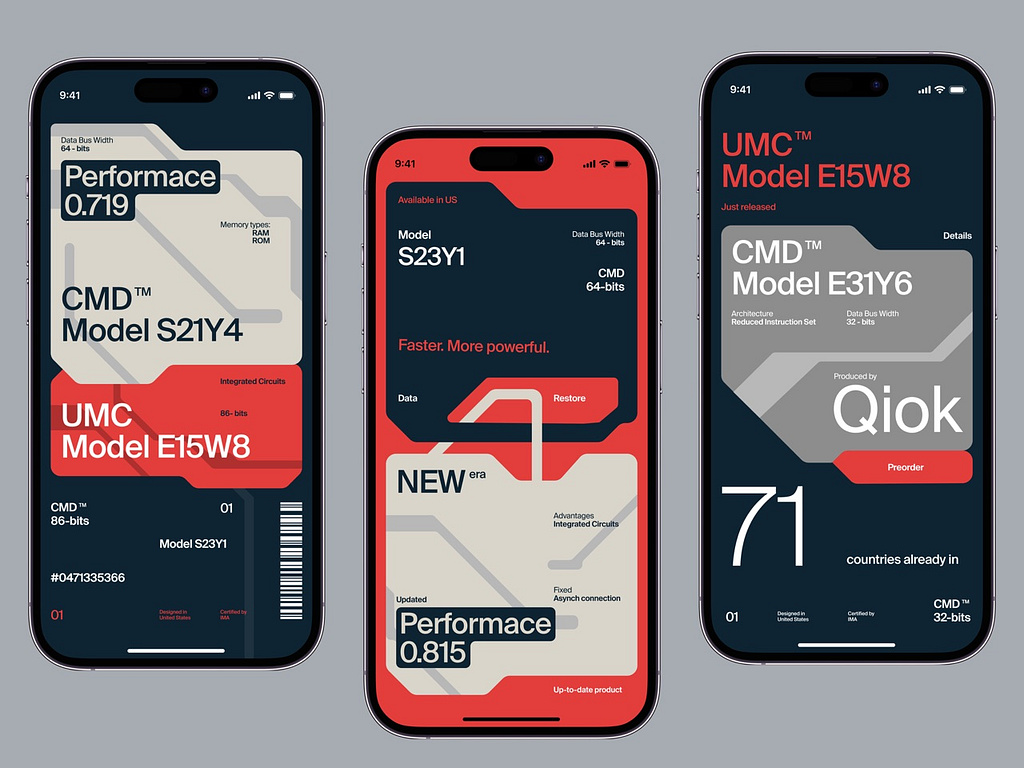 9:41
Data Bus Width
64 - bits
Performace
0.719
Memory types:
RAM
ROM
CMD™
Model S21Y4
Integrated Circuits
86- bits
UMC
Model E15W8
CMD™
86-bits
01
Model S23Y1
#0471335366
01
Designed in
United States
Certified by
IMA
9:41
Available in US
Model
S23Y1
Data Bus Width
64 - bits
CMD
64-bits
Faster. More powerful.
Data
Restore
NEW era
Advantages
Integrated Circuits
Fixed
Asynch connection
Updated
Performace
0.815
Up-to-date product
9:41
UMC™
Model E15W8
Just released
Details
CMD™
Model E31Y6
Architecture
Reduced Instruction Set
Data Bus Width
32 - bits
Produced by
Qiok
Preorder
71
countries already in
01
Designed in
United States
Certified by
IMA
CMD™
32-bits